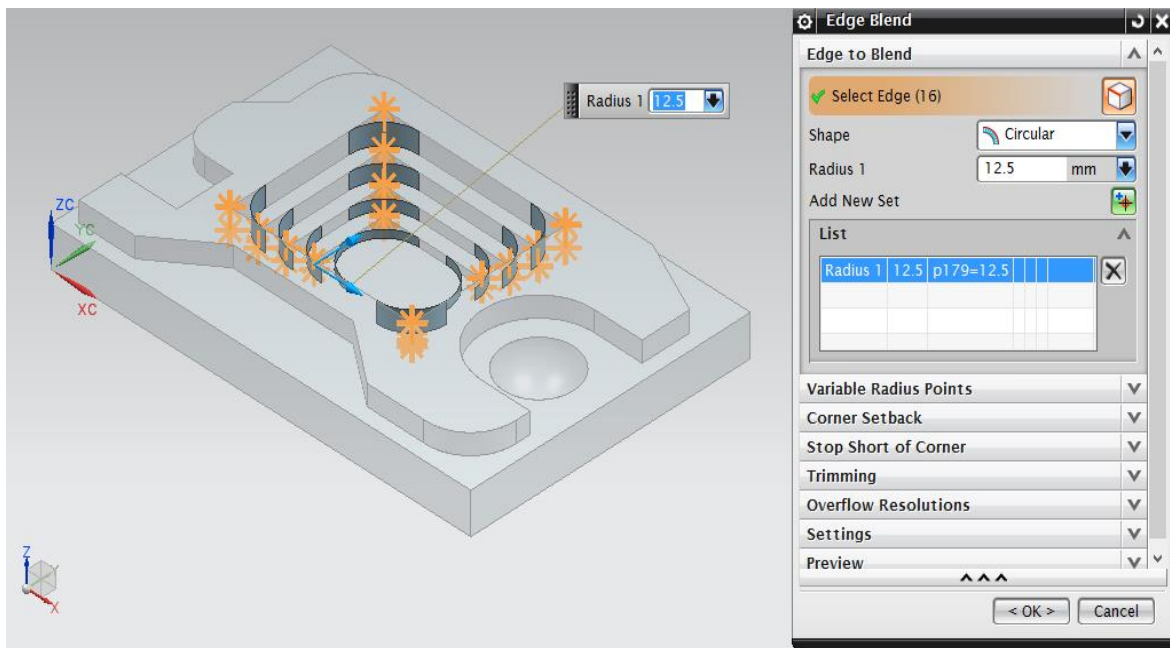 Edge Blend
Edge to Blend
Select Edge (16)
Shape
Circular
Radius 1
12.5 mm
Add New Set
List
Radius 1 12.5 p179=12.5
Variable Radius Points
Corner Setback
Stop Short of Corner
Trimming
Overflow Resolutions
Settings
Preview
< OK > Cancel
Radius 1 12.5
ZC
YC
XC
Z
Y
X